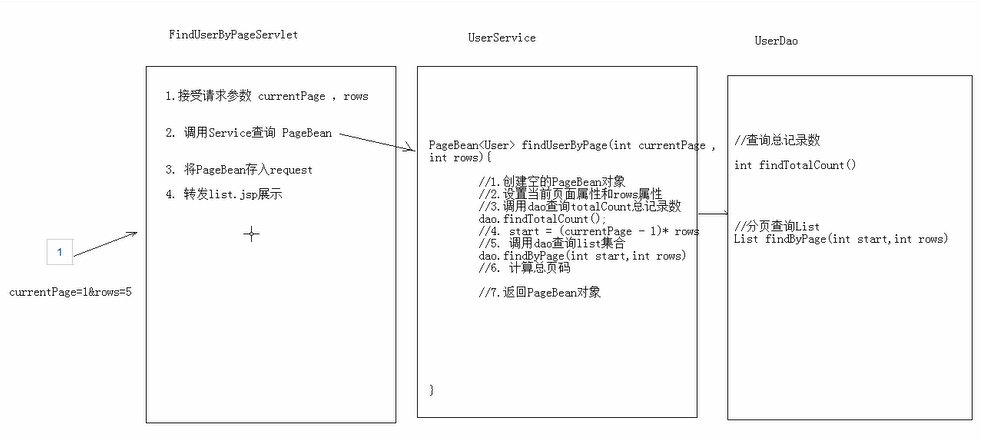 FindUserByPageServlet
1.接受请求参数 currentPage ，rows
2. 调用Service查询 PageBean
3. 将PageBean存入request
4. 转发list.jsp展示
1
currentPage=1&rows=5
UserService
PageBean<User> findUserByPage(int currentPage ,
int rows){
//1.创建空的PageBean对象
//2.设置当前页面属性和rows属性
//3.调用dao查询totalCount总记录数
dao.findTotalCount();
//4. start = (currentPage - 1)* rows
//5. 调用dao查询list集合
dao.findByPage(int start,int rows)
//6. 计算总页码
//7.返回PageBean对象
}
UserDao
//查询总记录数
int findTotalCount()
//分页查询List
List findByPage(int start,int rows)